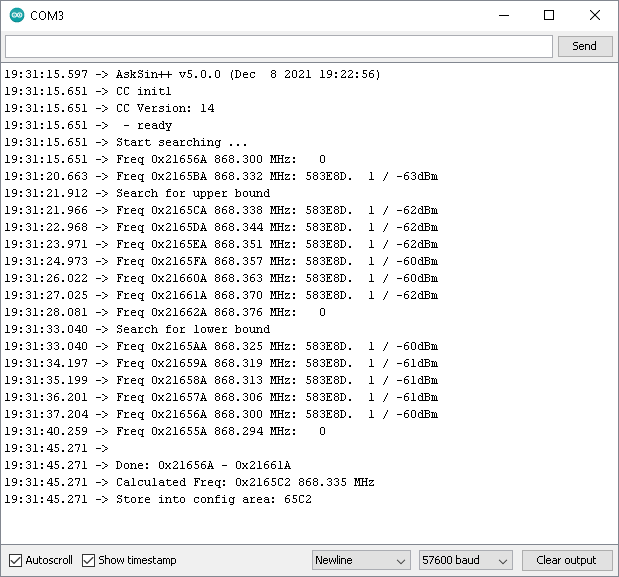 COM3
Send
19:31:15.597 -> AskSin++ v5.0.0 (Dec  8 2021 19:22:56)
19:31:15.651 -> CC init1
19:31:15.651 -> CC Version: 14
19:31:15.651 ->  - ready
19:31:15.651 -> Start searching ...
19:31:15.651 -> Freq 0x21656A 868.300 MHz:   0
19:31:20.663 -> Freq 0x2165BA 868.332 MHz: 583E8D.  1 / -63dBm
19:31:21.912 -> Search for upper bound
19:31:21.966 -> Freq 0x2165CA 868.338 MHz: 583E8D.  1 / -62dBm
19:31:22.968 -> Freq 0x2165DA 868.344 MHz: 583E8D.  1 / -62dBm
19:31:23.971 -> Freq 0x2165EA 868.351 MHz: 583E8D.  1 / -62dBm
19:31:24.973 -> Freq 0x2165FA 868.357 MHz: 583E8D.  1 / -60dBm
19:31:26.022 -> Freq 0x21660A 868.363 MHz: 583E8D.  1 / -60dBm
19:31:27.025 -> Freq 0x21661A 868.370 MHz: 583E8D.  1 / -62dBm
19:31:28.081 -> Freq 0x21662A 868.376 MHz:   0
19:31:33.040 -> Search for lower bound
19:31:33.040 -> Freq 0x2165AA 868.325 MHz: 583E8D.  1 / -60dBm
19:31:34.197 -> Freq 0x21659A 868.319 MHz: 583E8D.  1 / -61dBm
19:31:35.199 -> Freq 0x21658A 868.313 MHz: 583E8D.  1 / -61dBm
19:31:36.201 -> Freq 0x21657A 868.306 MHz: 583E8D.  1 / -61dBm
19:31:37.204 -> Freq 0x21656A 868.300 MHz: 583E8D.  1 / -60dBm
19:31:40.259 -> Freq 0x21655A 868.294 MHz:   0
19:31:45.271 ->
19:31:45.271 -> Done: 0x21656A - 0x21661A
19:31:45.271 -> Calculated Freq: 0x2165C2 868.335 MHz
19:31:45.271 -> Store into config area: 65C2
Autoscroll Show timestamp Newline 57600 baud Clear output